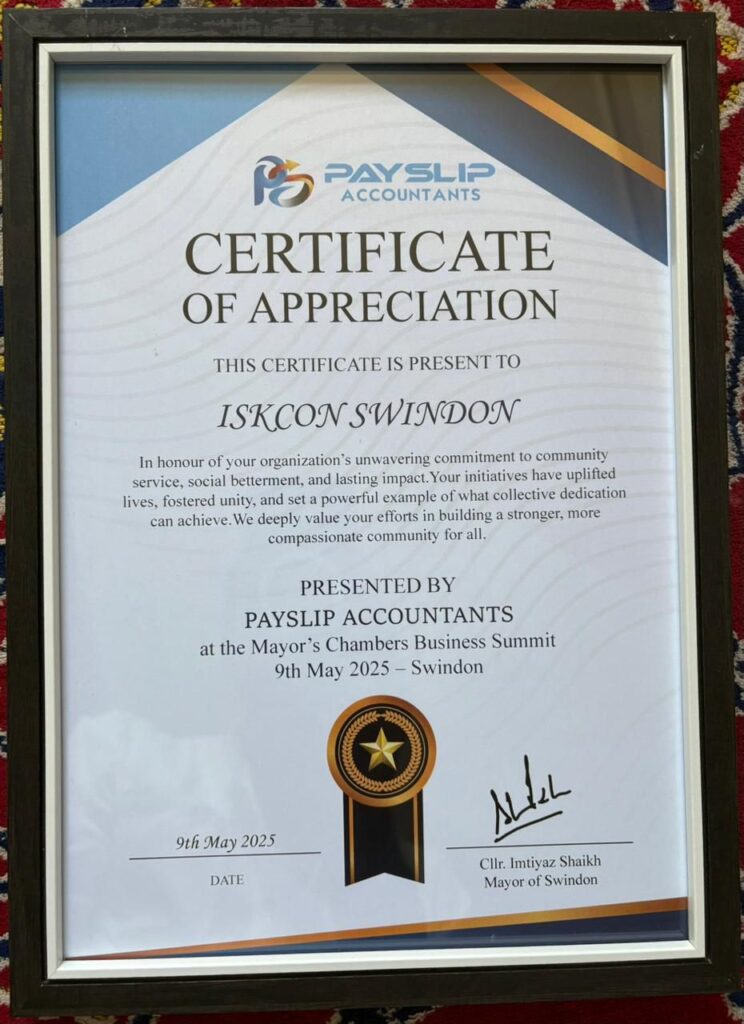 PS PAYSLIP
ACCOUNTANTS
CERTIFICATE
OF APPRECIATION
THIS CERTIFICATE IS PRESENT TO
ISKCON SWINDON
In honour of your organization's unwavering commitment to community
service, social betterment, and lasting impact.Your initiatives have uplifted
lives, fostered unity, and set a powerful example of what collective dedication
can achieve.We deeply value your efforts in building a stronger, more
compassionate community for all.
PRESENTED BY
PAYSLIP ACCOUNTANTS
at the Mayor's Chambers Business Summit
9th May 2025 – Swindon
9th May 2025
DATE
Cllr. Imtiyaz Shaikh
Mayor of Swindon